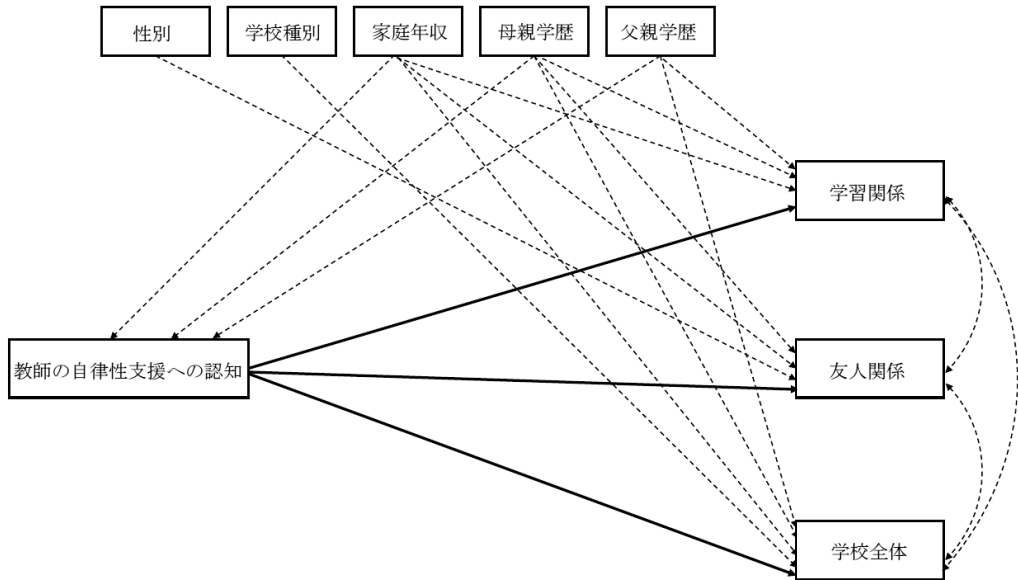 性別
学校種別
家庭年収
母親学歴
父親学歴
学習関係
教師の自律性支援への認知
友人関係
学校全体